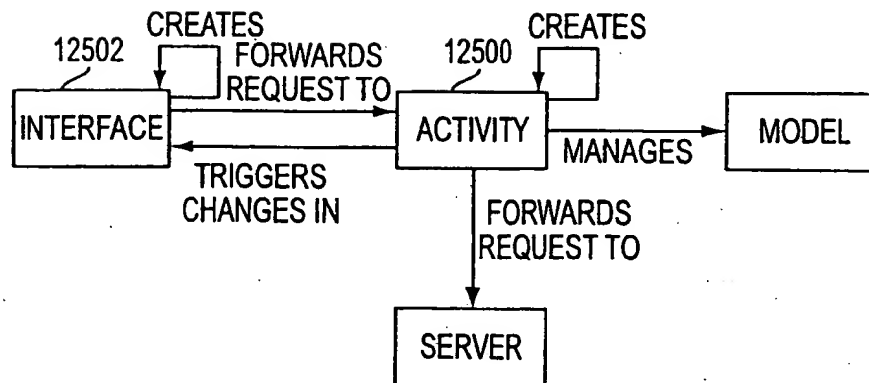 CREATES
12502
FORWARDS
REQUEST TO
INTERFACE
TRIGGERS
CHANGES IN
CREATES
12500
ACTIVITY
MANAGES
MODEL
FORWARDS
REQUEST TO
SERVER